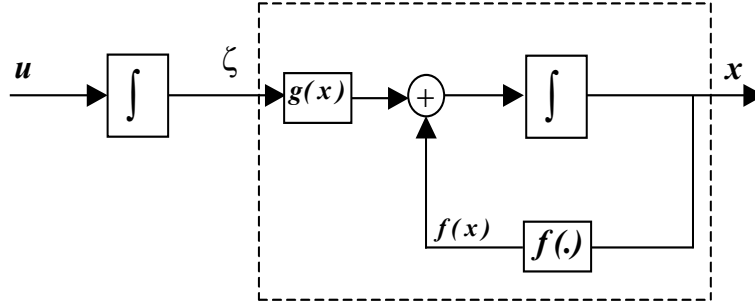 u
∫
ζ
g(x)
+
∫
x
f(x)
f(.)